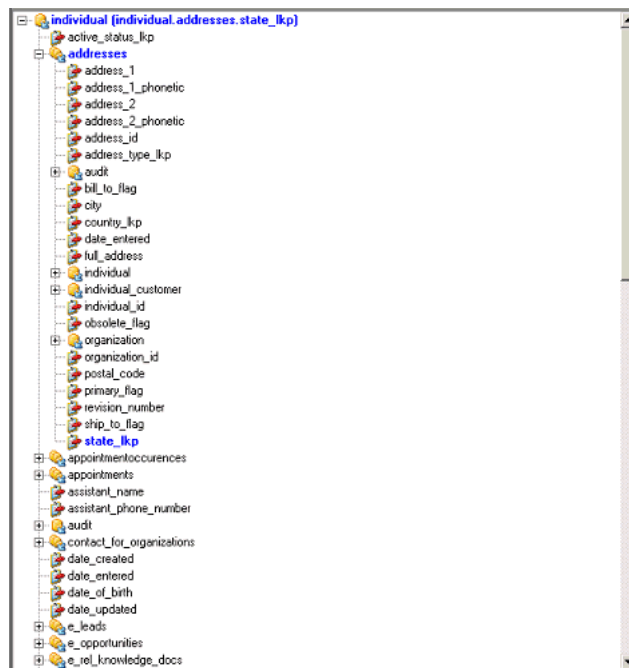 individual (individual.addresses.state_lkp)
active_status_lkp
addresses
address_1
address_1_phonetic
address_2
address_2_phonetic
address_id
address_type_lkp
audit
bill_to_flag
city
country_lkp
date_entered
full_address
individual
individual_customer
individual_id
obsolete_flag
organization
organization_id
postal_code
primary_flag
revision_number
ship_to_flag
state_lkp
appointmentoccurences
appointments
assistant_name
assistant_phone_number
audit
contact_for_organizations
date_created
date_entered
date_of_birth
date_updated
e_leads
e_opportunities
e_rel_knowledge_docs